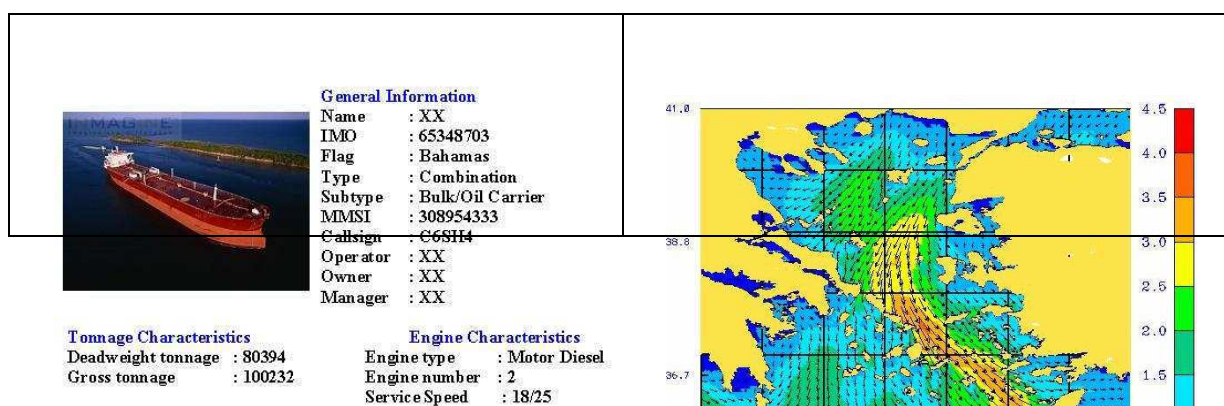 INMAGINE
General Information
Name : XX
IMO : 65348703
Flag : Bahamas
Type : Combination
Subtype : Bulk/Oil Carrier
MMSI : 308954333
Callsign : C6SH4
Operator : XX
Owner : XX
Manager : XX
Tonnage Characteristics
Deadweight tonnage : 80394
Gross tonnage : 100232
Engine Characteristics
Engine type : Motor Diesel
Engine number : 2
Service Speed : 18/25
41.0
38.8
36.7
4.5
4.0
3.5
3.0
2.5
2.0
1.5